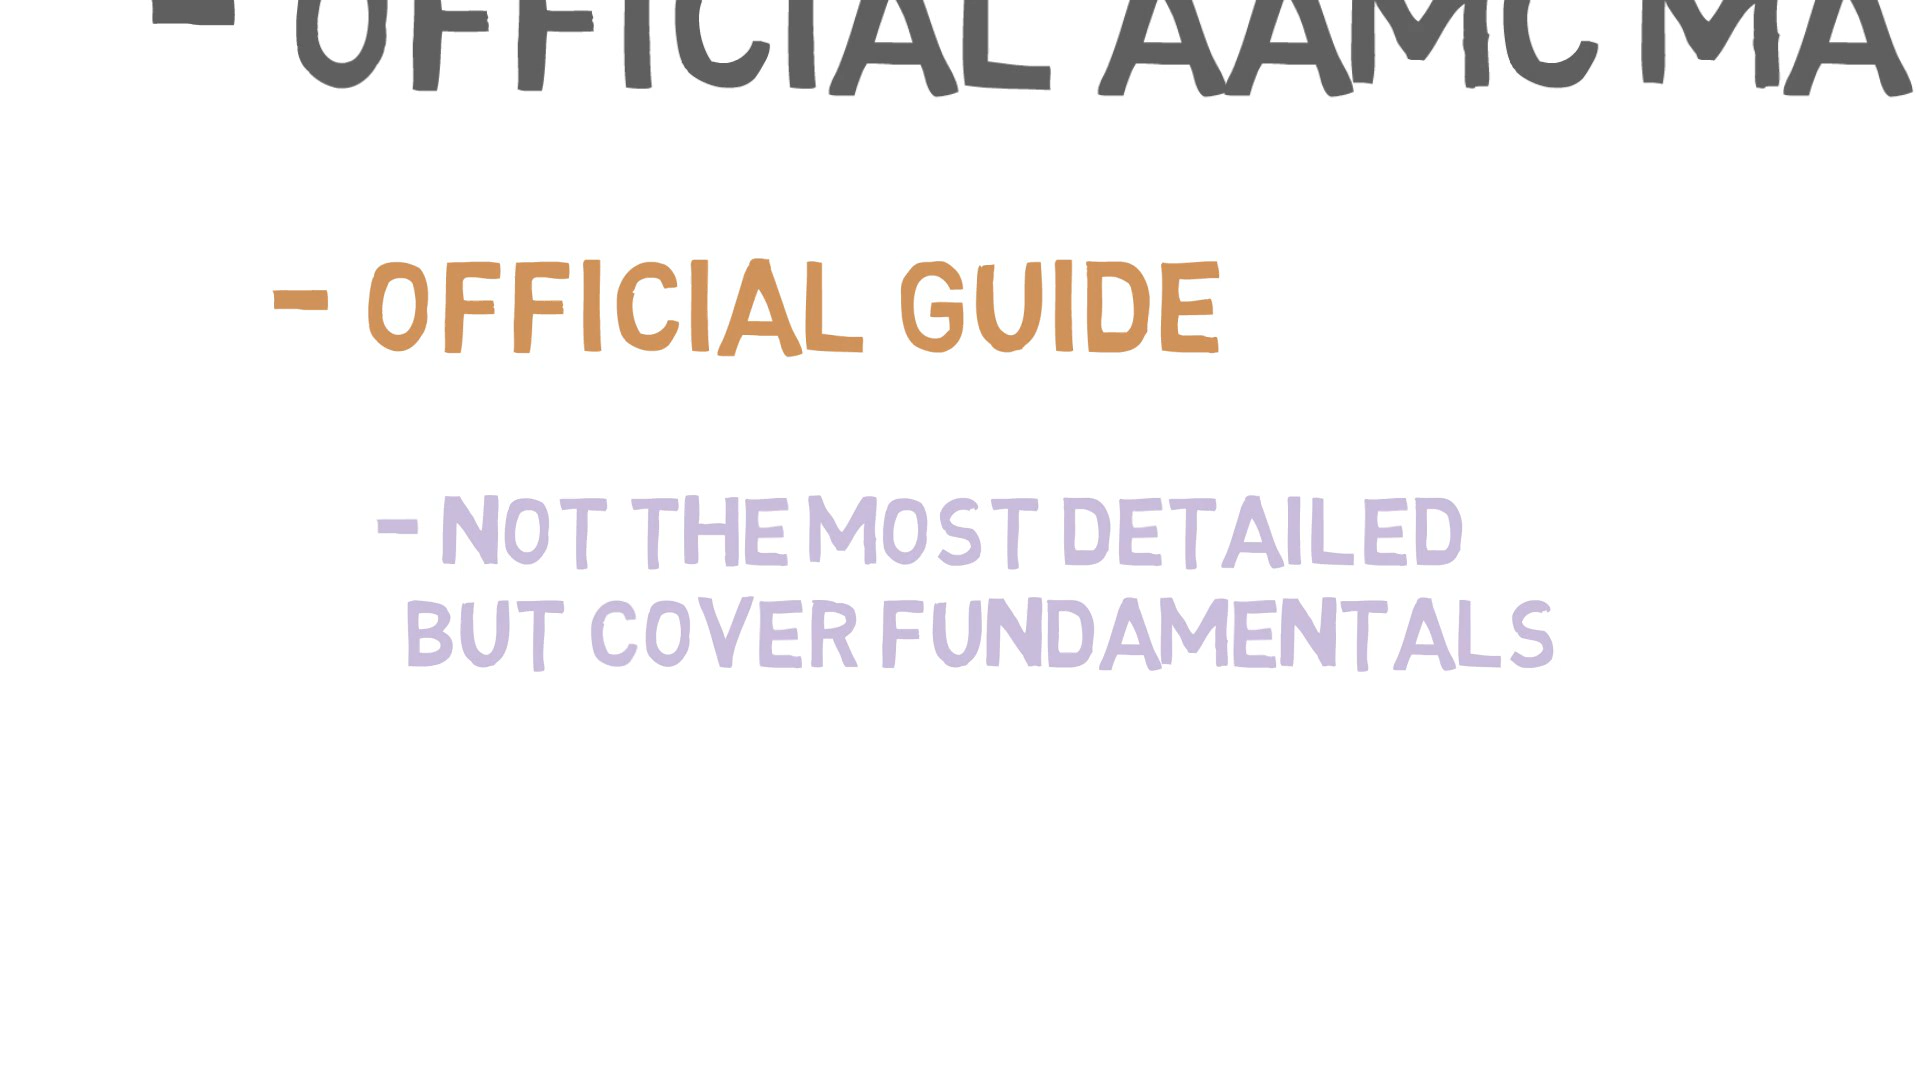 - OFFICIAL AAMC MA
- OFFICIAL GUIDE
- NOT THE MOST DETAILED
BUT COVER FUNDAMENTALS